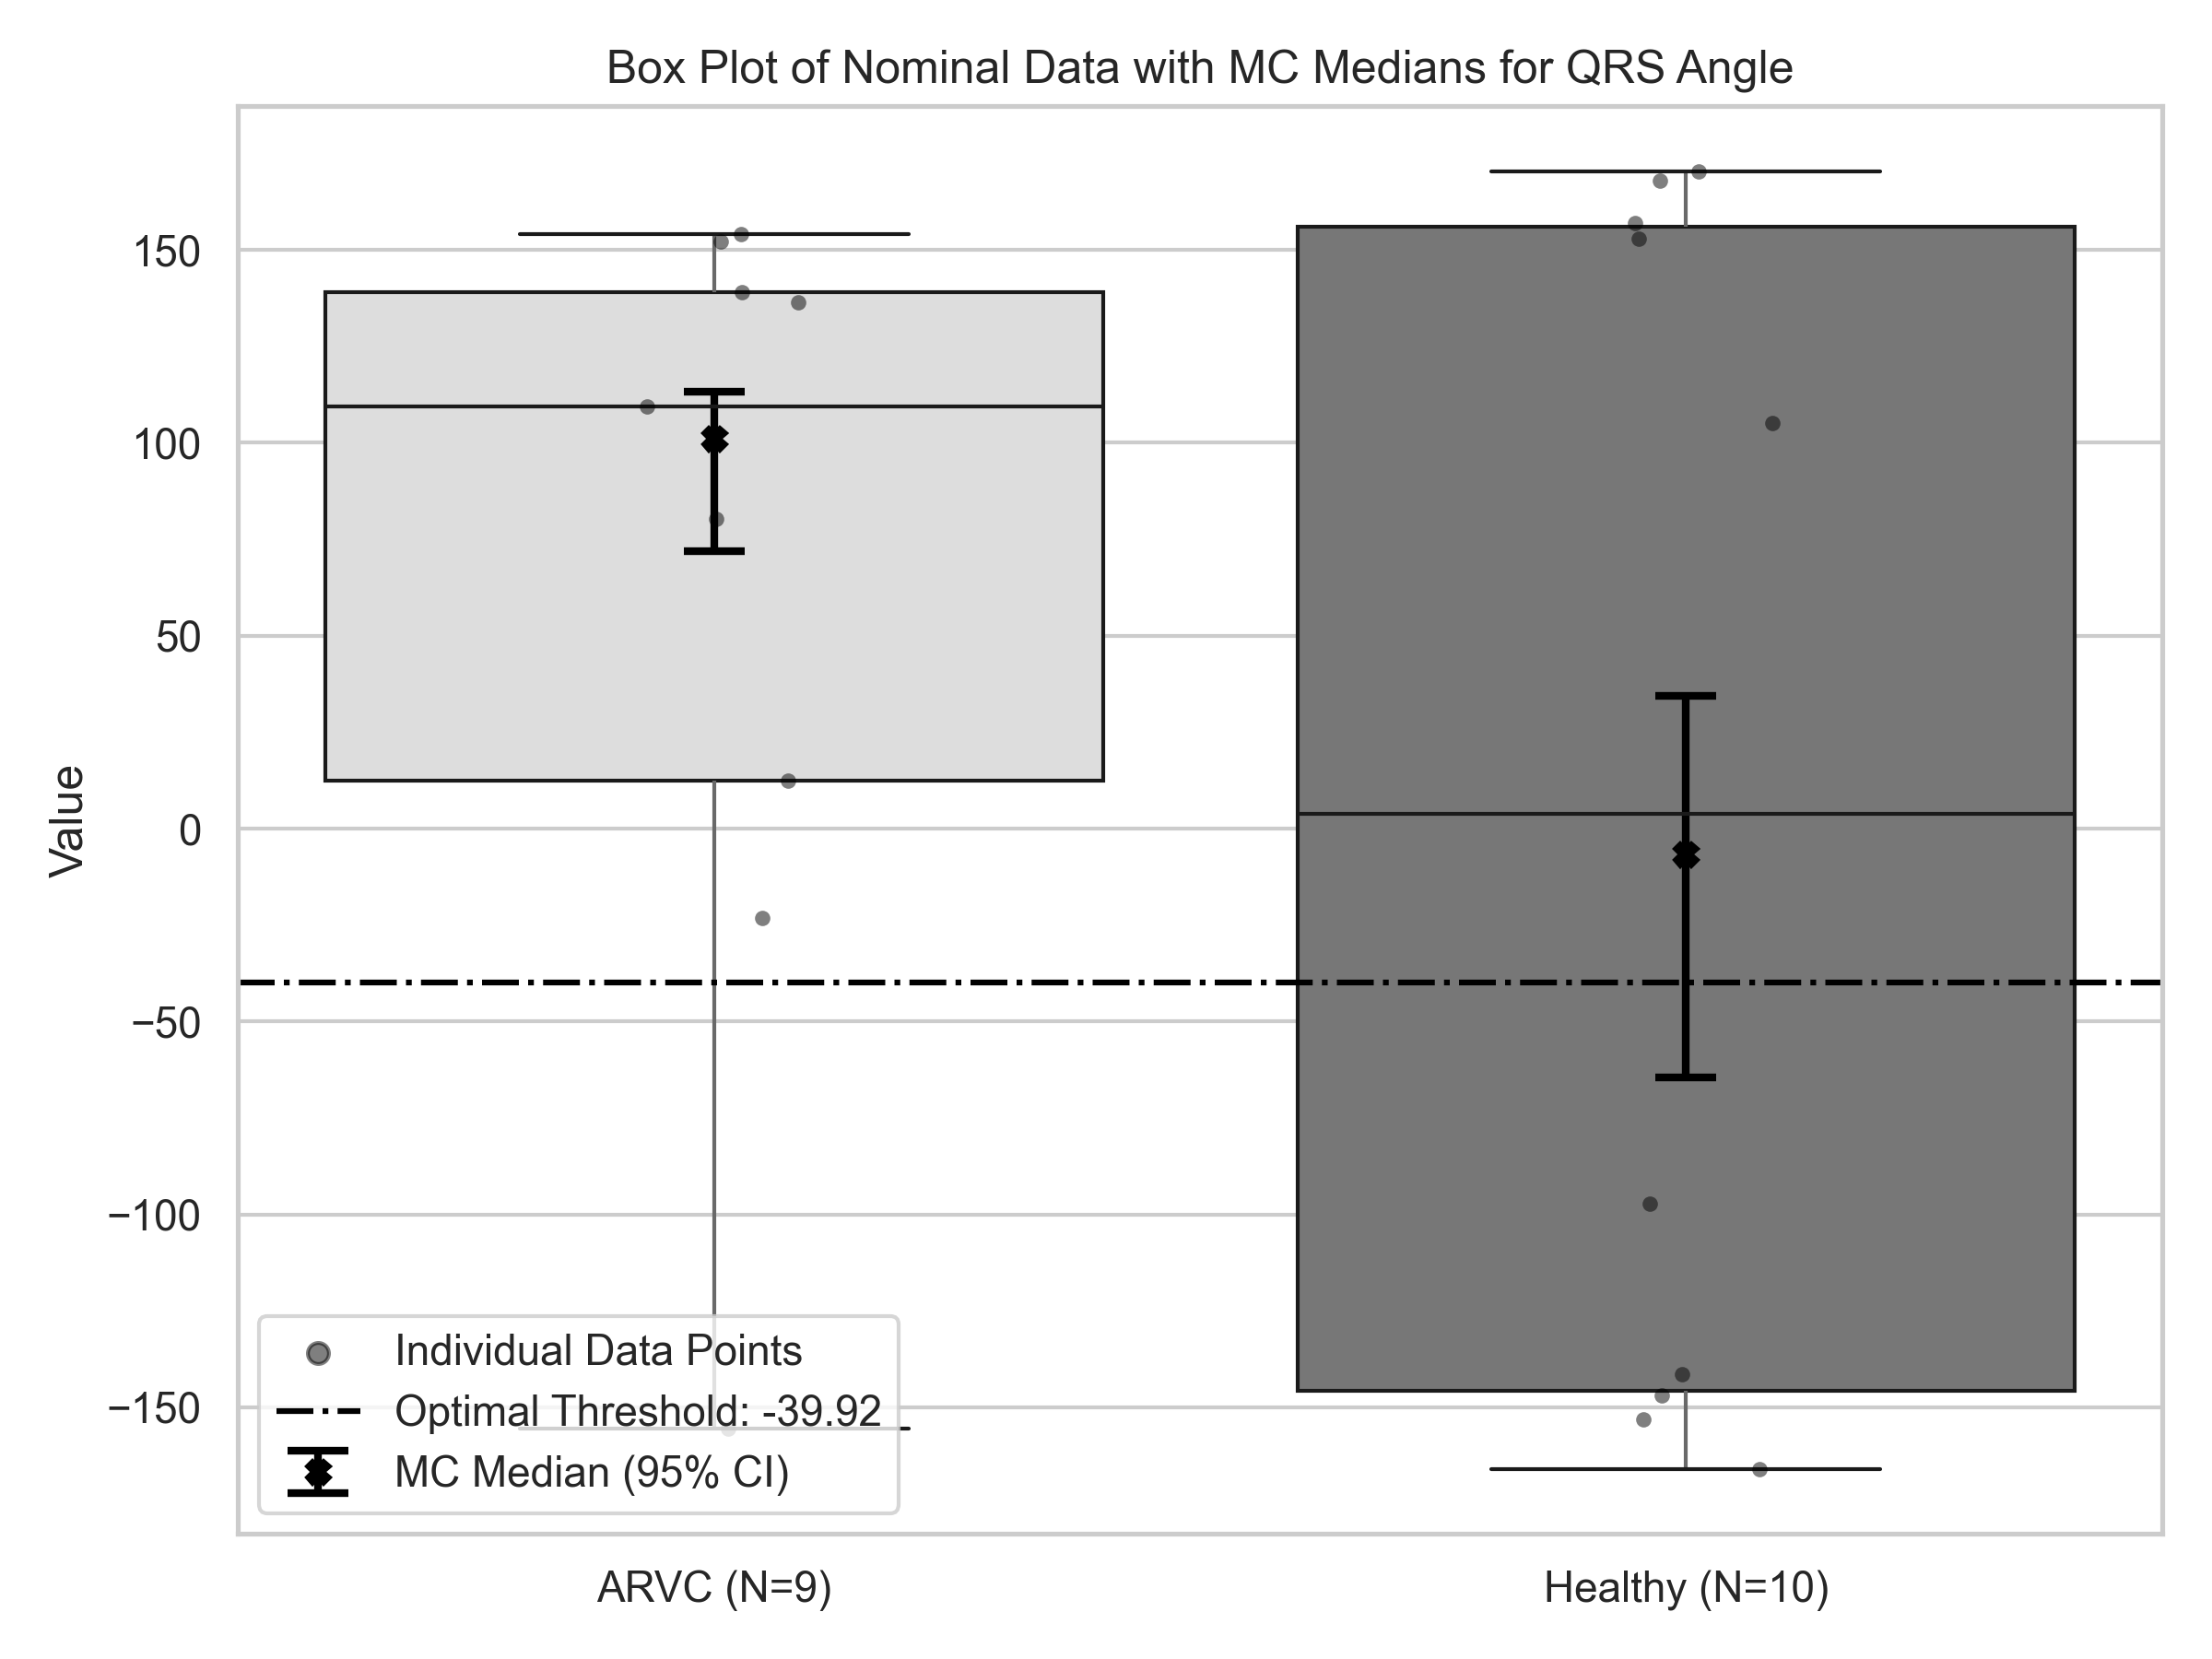 Box Plot of Nominal Data with MC Medians for QRS Angle
Value
150
100
50
0
−50
−100
−150
Individual Data Points
Optimal Threshold: -39.92
MC Median (95% CI)
ARVC (N=9)
Healthy (N=10)